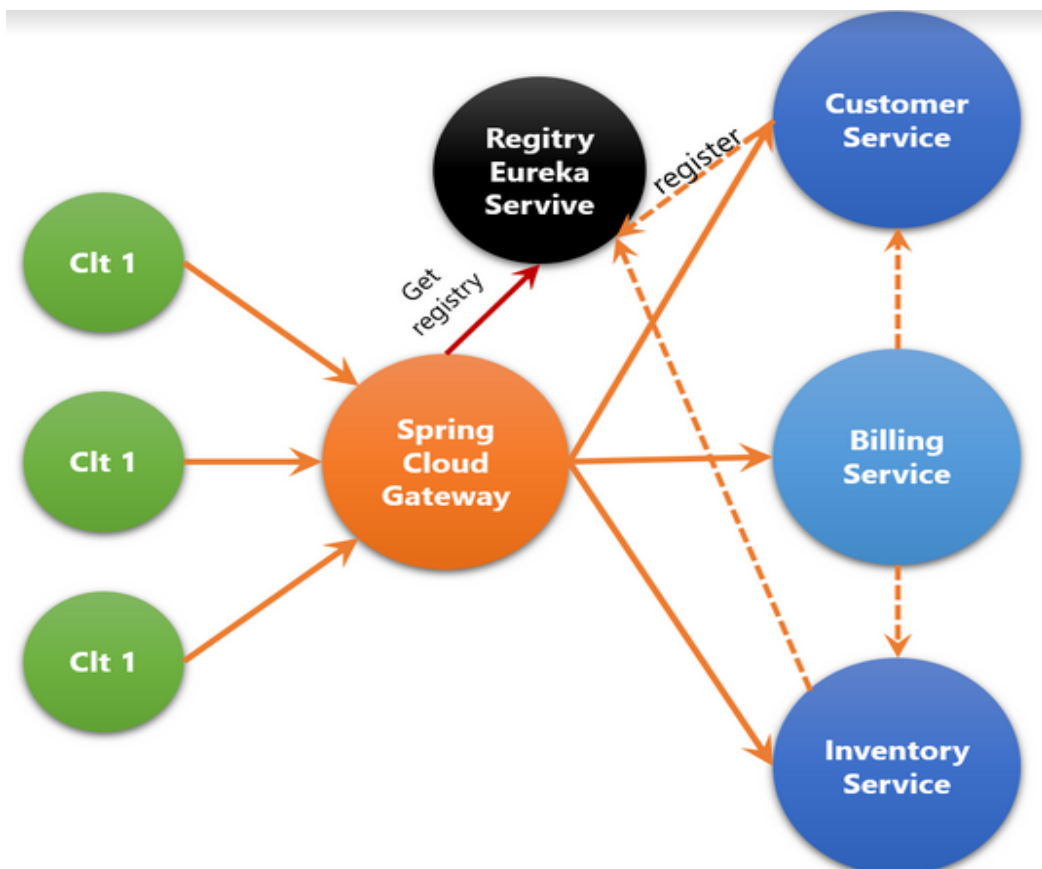 Customer
Service
Regitry
Eureka
Servive
register
Clt 1
Get
registry
Spring
Cloud
Gateway
Clt 1
Billing
Service
Clt 1
Inventory
Service